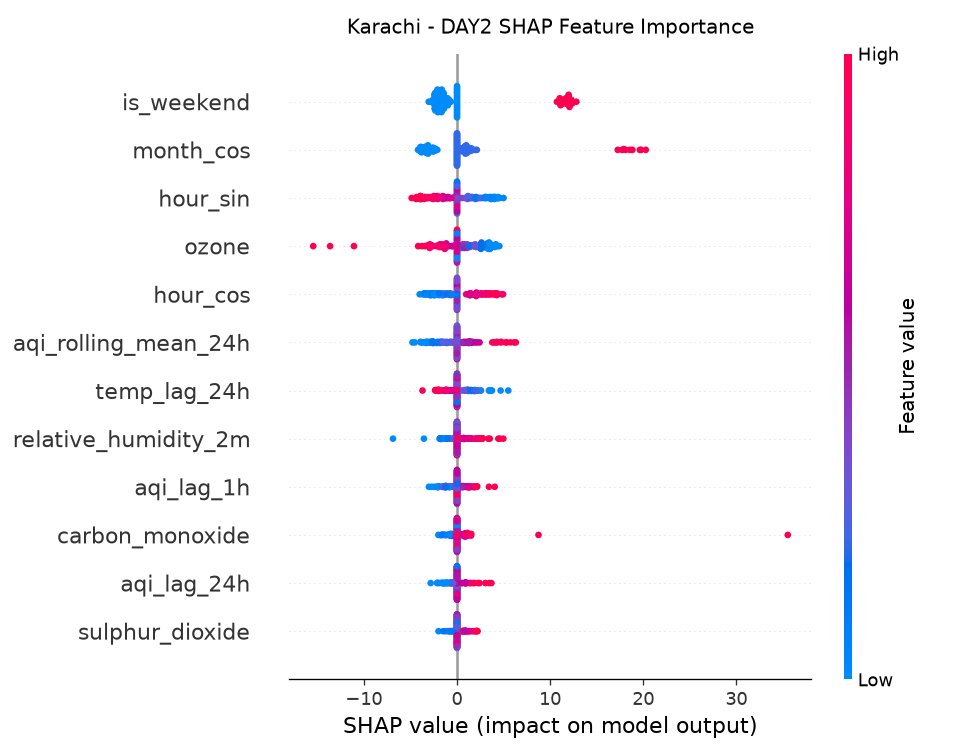 Karachi - DAY2 SHAP Feature Importance
High
is_weekend
month_cos
hour_sin
ozone
hour_cos
aqi_rolling_mean_24h
temp_lag_24h
relative_humidity_2m
aqi_lag_1h
carbon_monoxide
aqi_lag_24h
sulphur_dioxide
Feature value
Low
−10 0 10 20 30
SHAP value (impact on model output)